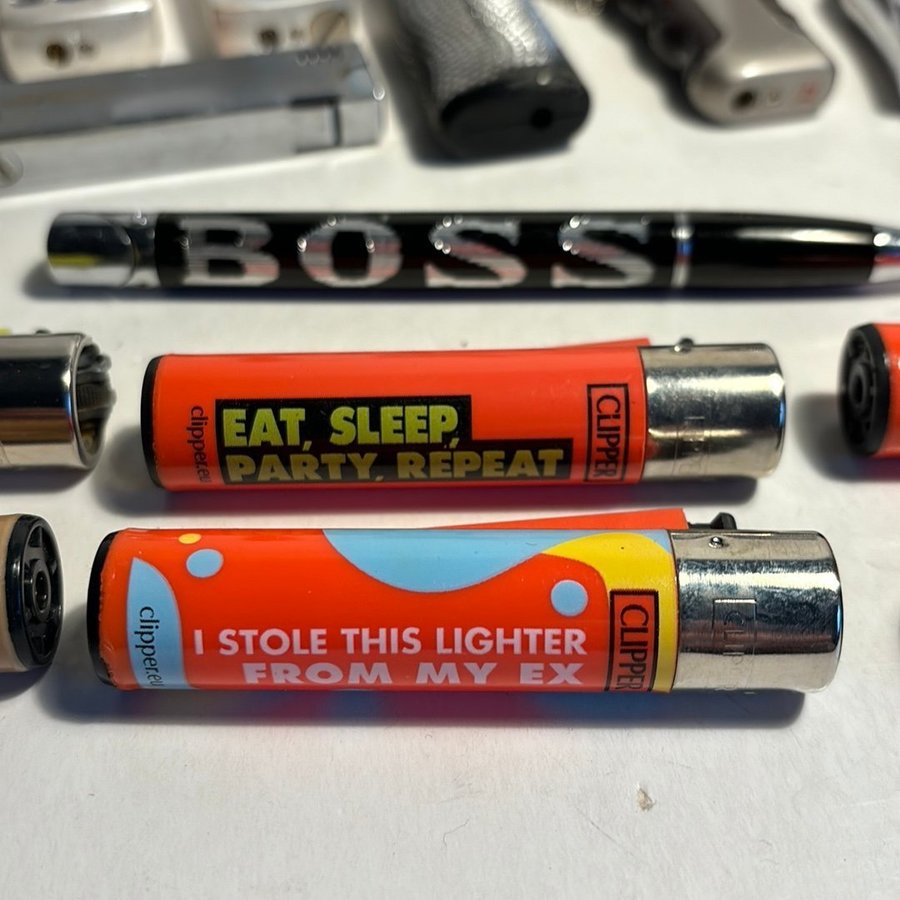 BOSS
clipper.eu
EAT, SLEEP,
PARTY, REPEAT
CLIPPER
clipper.eu
I STOLE THIS LIGHTER
FROM MY EX
CLIPPER